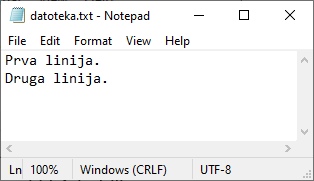 datoteka.txt - Notepad
File Edit Format View Help
Prva linija.
Druga linija.
Ln 100% Windows (CRLF) UTF-8